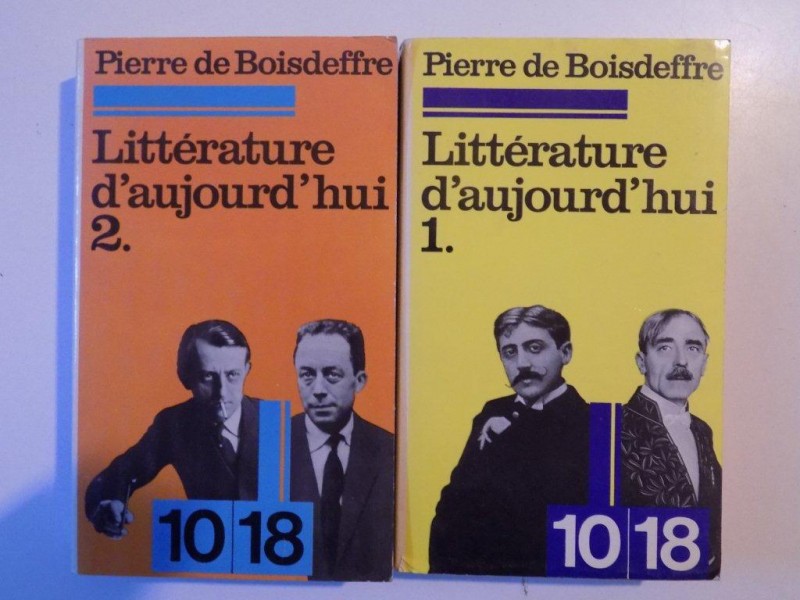 Pierre de Boisdeffre
Littérature
d'aujourd'hui
2.
10 18
Pierre de Boisdeffre
Littérature
d'aujourd'hui
1.
10 18